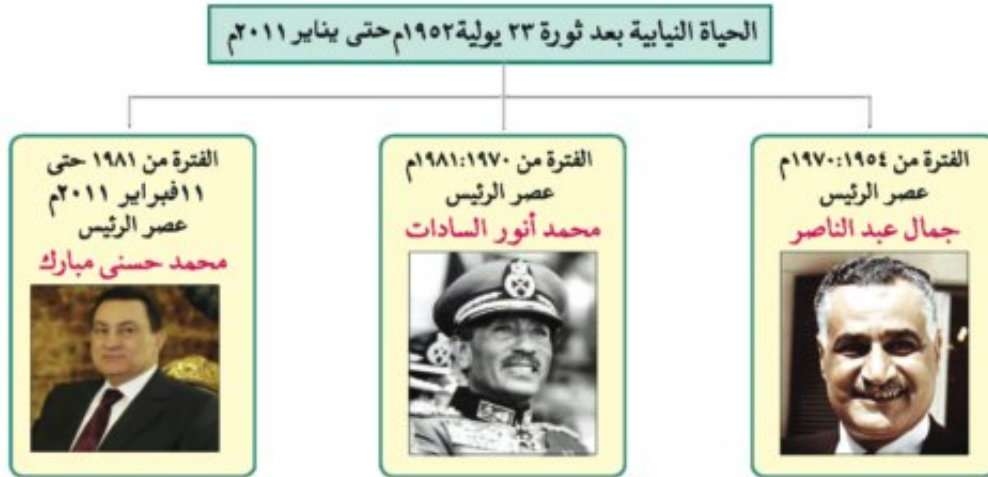 الحياة النيابية بعد ثورة ٢٣ يولية١٩٥٢م حتى يناير ٢٠١١م
الفترة من ١٩٥٤:١٩٧٠م
عصر الرئيس
جمال عبد الناصر
الفترة من ١٩٧٠:١٩٨١م
عصر الرئيس
محمد أنور السادات
الفترة من ١٩٨١ حتى
١١فبراير ٢٠١١م
عصر الرئيس
محمد حسنى مبارك